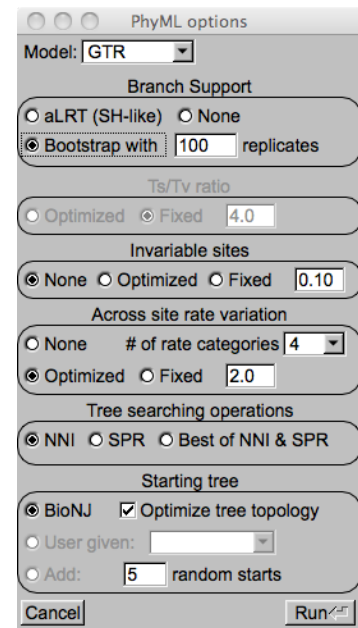 PhyML options
Model: GTR
Branch Support
aLRT (SH-like) None
Bootstrap with 100 replicates
Ts/Tv ratio
Optimized Fixed 4.0
Invariable sites
None Optimized Fixed 0.10
Across site rate variation
None # of rate categories 4
Optimized Fixed 2.0
Tree searching operations
NNI SPR Best of NNI & SPR
Starting tree
BioNJ Optimize tree topology
User given:
Add: 5 random starts
Cancel Run